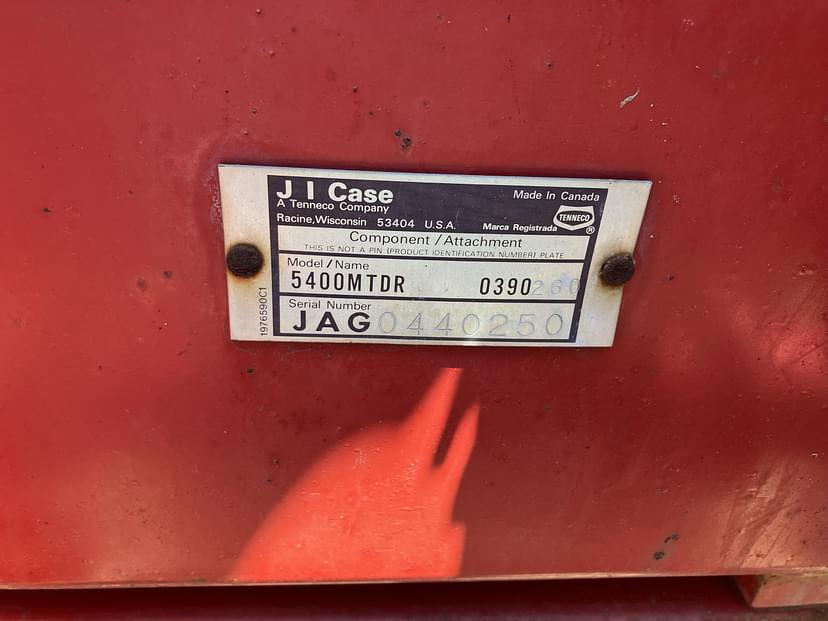 J I Case
A Tenneco Company
Made In Canada
TENNECO
Racine, Wisconsin 53404 U.S.A.
Marca Registrada ®
Component/Attachment
THIS IS NOT A PIN (PRODUCT IDENTIFICATION NUMBER) PLATE
Model/Name
5400MTDR 0390260
Serial Number
JAG0440250
1976590C1